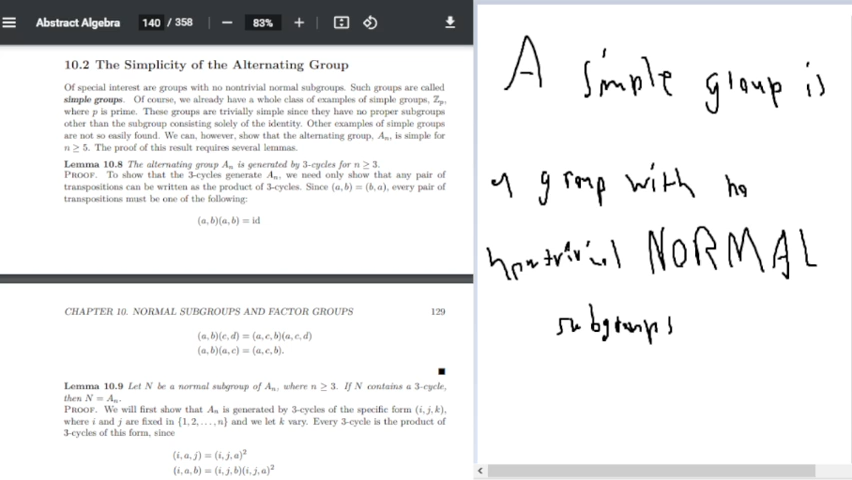 Abstract Algebra 140 / 358 83%
10.2 The Simplicity of the Alternating Group
Of special interest are groups with no nontrivial normal subgroups. Such groups are called
simple groups. Of course, we already have a whole class of examples of simple groups, ℤₚ,
where p is prime. These groups are trivially simple since they have no proper subgroups
other than the subgroup consisting solely of the identity. Other examples of simple groups
are not so easily found. We can, however, show that the alternating group, Aₙ, is simple for
n ≥ 5. The proof of this result requires several lemmas.
Lemma 10.8 The alternating group Aₙ is generated by 3-cycles for n ≥ 3.
PROOF. To show that the 3-cycles generate Aₙ, we need only show that any pair of
transpositions can be written as the product of 3-cycles. Since (a, b) = (b, a), every pair of
transpositions must be one of the following:
(a, b)(a, b) = id
CHAPTER 10. NORMAL SUBGROUPS AND FACTOR GROUPS 129
(a, b)(c, d) = (a, c, b)(a, c, d)
(a, b)(a, c) = (a, c, b).
Lemma 10.9 Let N be a normal subgroup of Aₙ, where n ≥ 3. If N contains a 3-cycle,
then N = Aₙ.
PROOF. We will first show that Aₙ is generated by 3-cycles of the specific form (i, j, k),
where i and j are fixed in {1, 2, . . . , n} and we let k vary. Every 3-cycle is the product of
3-cycles of this form, since
(i, a, j) = (i, j, a)²
(i, a, b) = (i, j, b)(i, j, a)²
A simple group is
a group with no
nontrivial NORMAL
subgroups